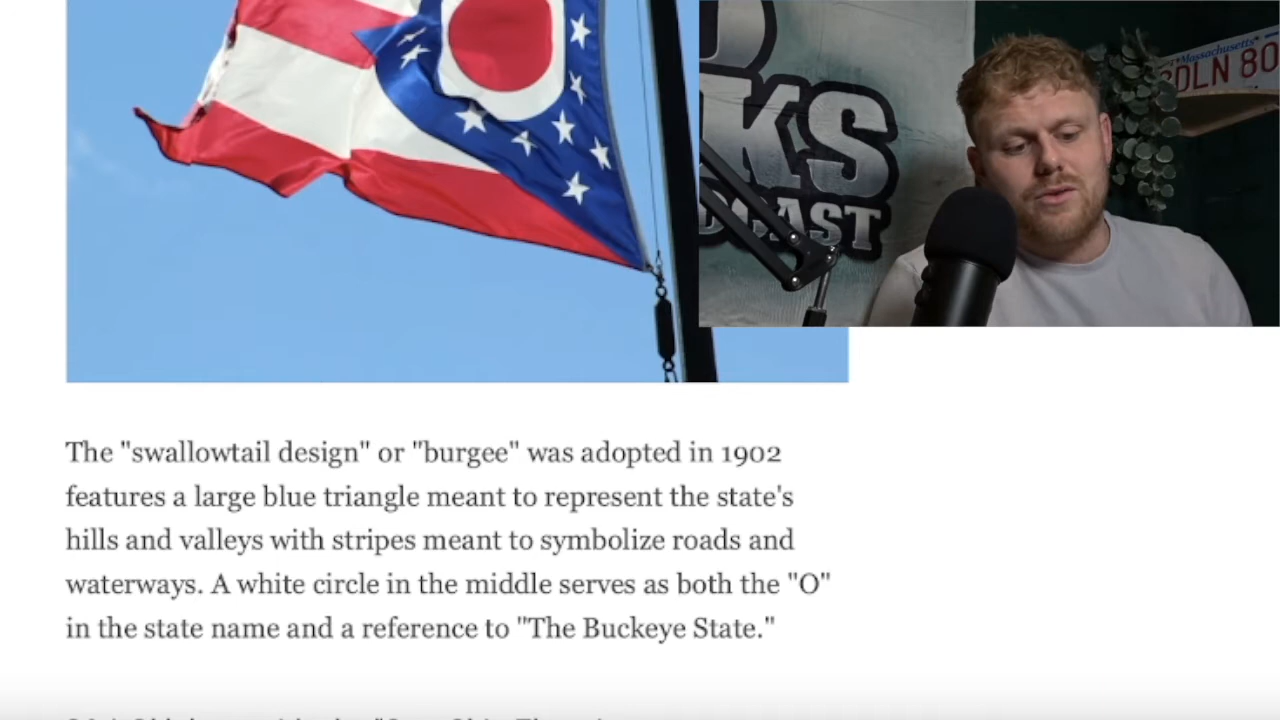 KS
DCAST
Massachusetts
DLN 80
The "swallowtail design" or "burgee" was adopted in 1902
features a large blue triangle meant to represent the state's
hills and valleys with stripes meant to symbolize roads and
waterways. A white circle in the middle serves as both the "O"
in the state name and a reference to "The Buckeye State."